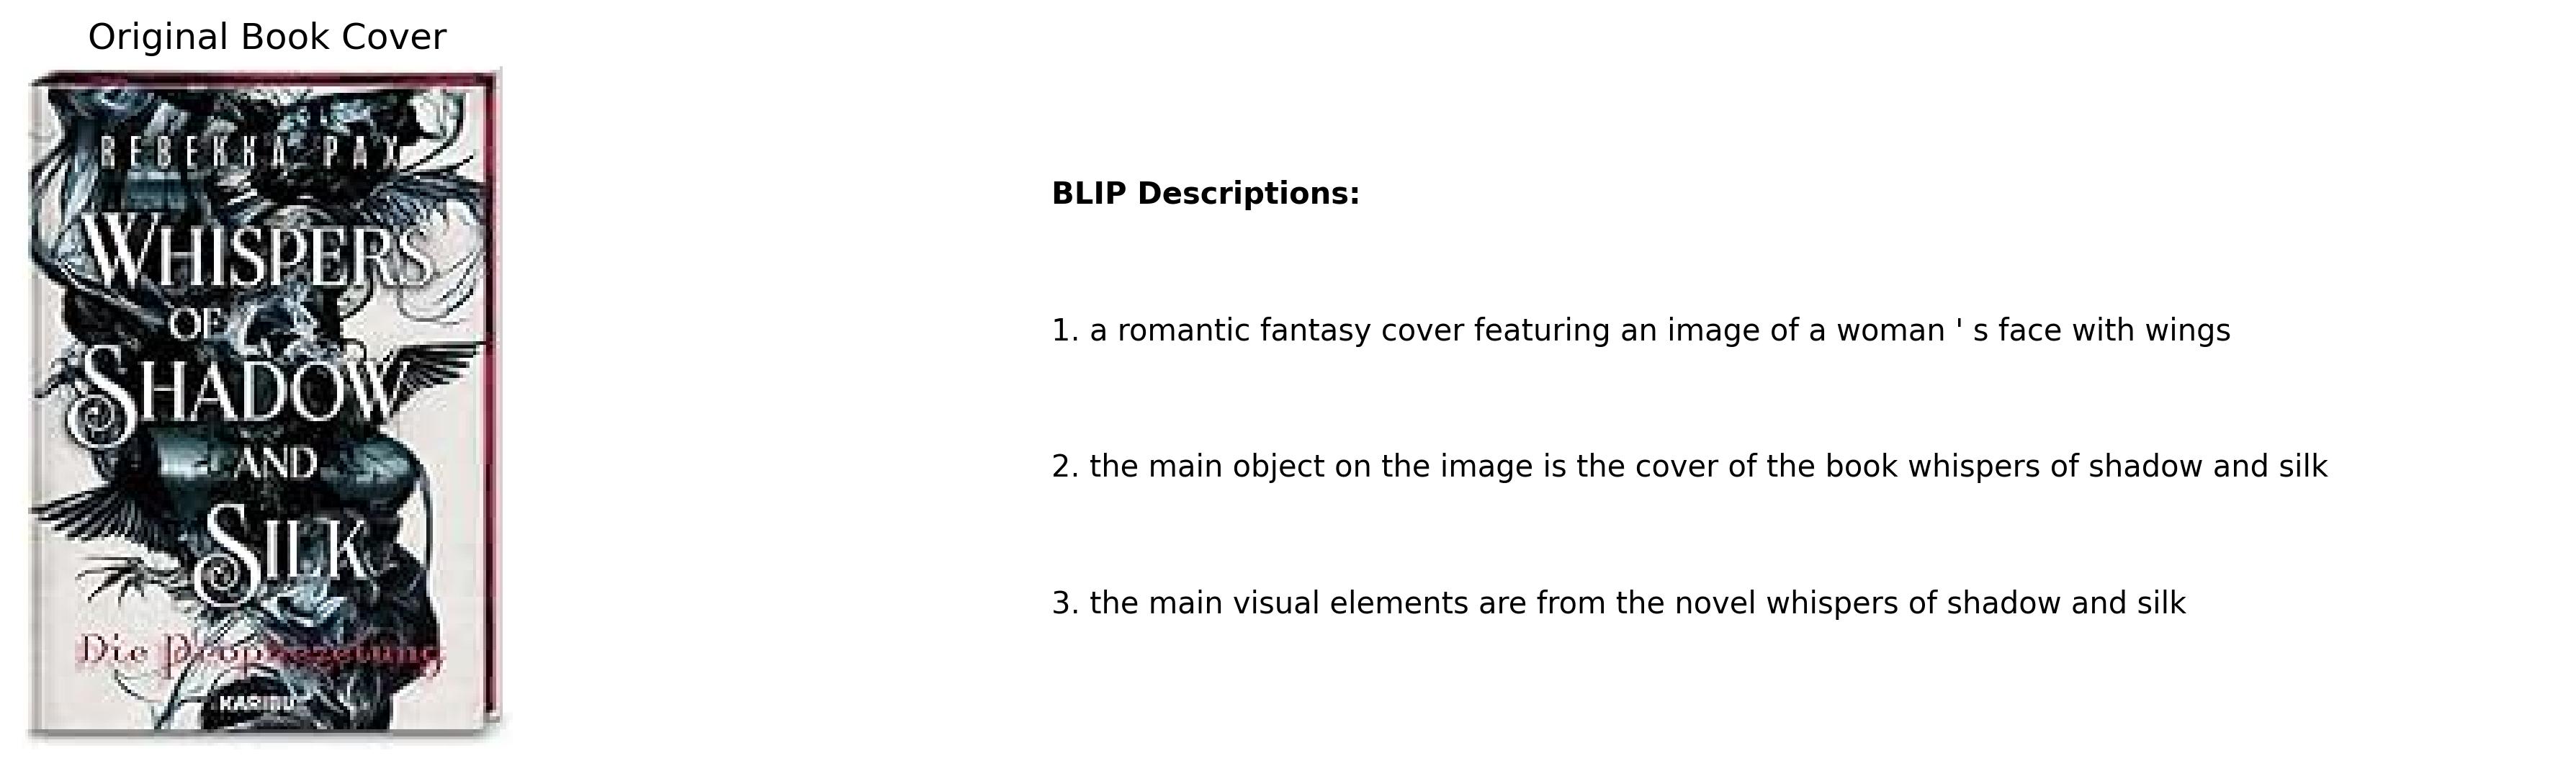 Original Book Cover
REBEKKA PAX
WHISPERS
OF
SHADOW
AND
SILK
Die Prophezeiung
KARIBU
BLIP Descriptions:
1. a romantic fantasy cover featuring an image of a woman ' s face with wings
2. the main object on the image is the cover of the book whispers of shadow and silk
3. the main visual elements are from the novel whispers of shadow and silk